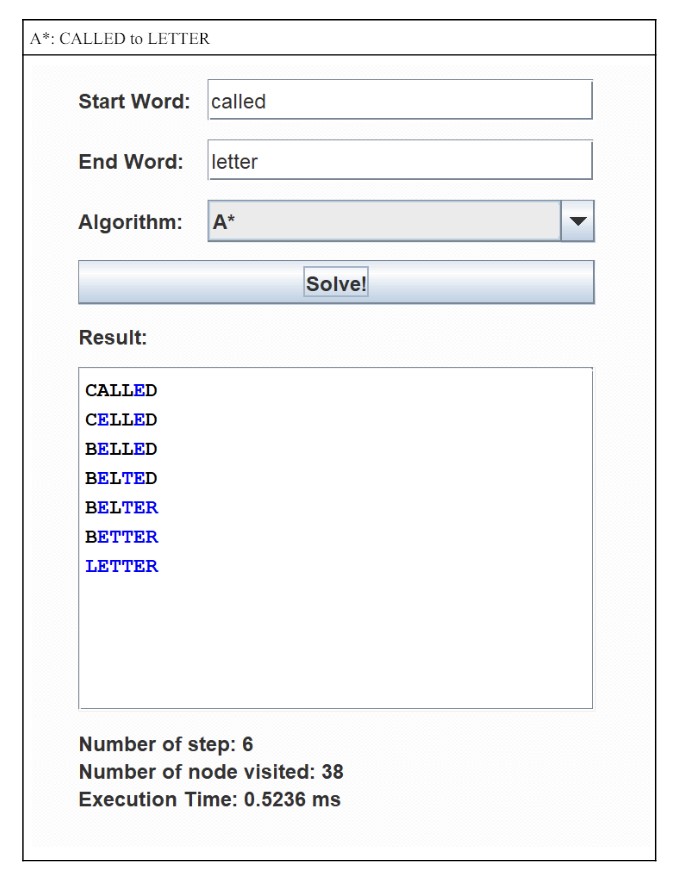 A*: CALLED to LETTER
Start Word: called
End Word: letter
Algorithm: A*
Solve!
Result:
CALLED
CELLED
BELLED
BELTED
BELTER
BETTER
LETTER
Number of step: 6
Number of node visited: 38
Execution Time: 0.5236 ms